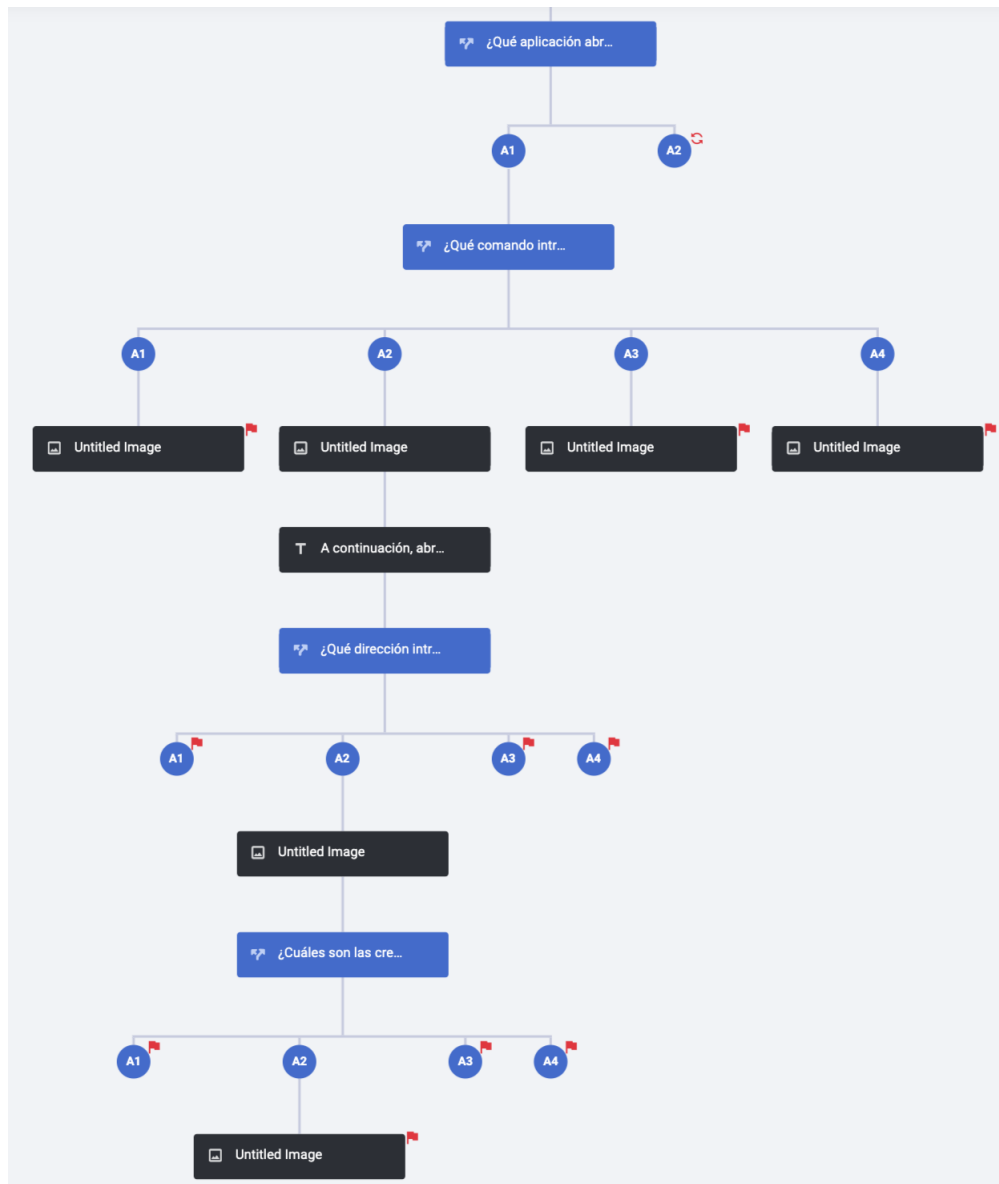 ¿Qué aplicación abr...
A1
A2
¿Qué comando intr...
A1
A2
A3
A4
Untitled Image
Untitled Image
Untitled Image
Untitled Image
A continuación, abr...
¿Qué dirección intr...
A1
A2
A3
A4
Untitled Image
¿Cuáles son las cre...
A1
A2
A3
A4
Untitled Image